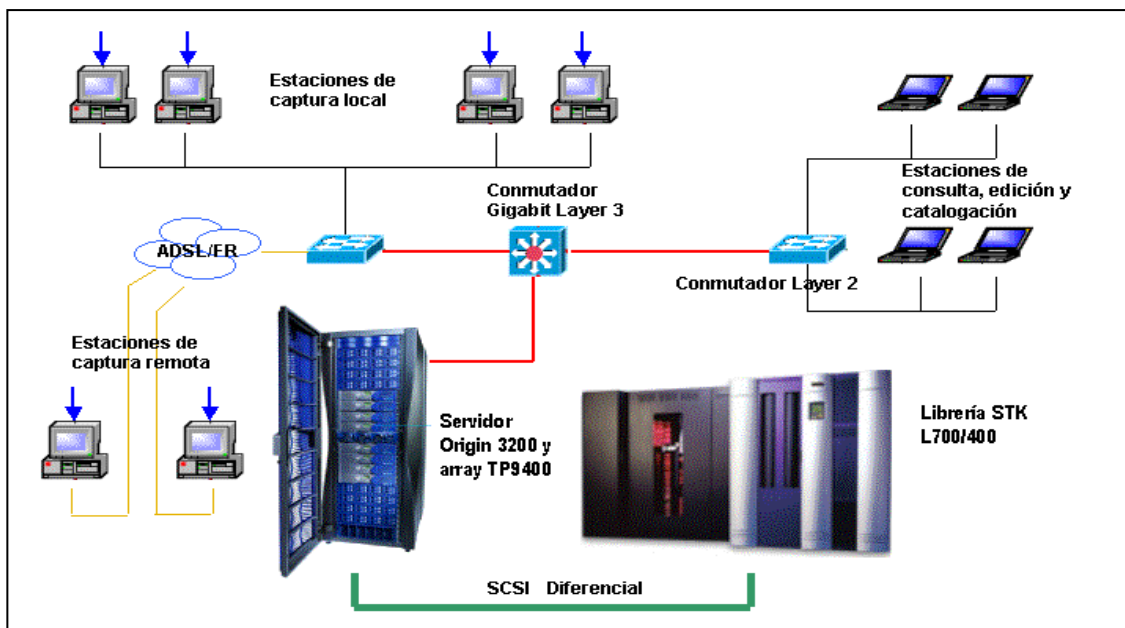 Estaciones de
captura local
Conmutador
Gigabit Layer 3
Estaciones de
consulta, edición y
catalogación
ADSL/FR
Conmutador Layer 2
Estaciones de
captura remota
Servidor
Origin 3200 y
array TP9400
Librería STK
L700/400
SCSI Diferencial